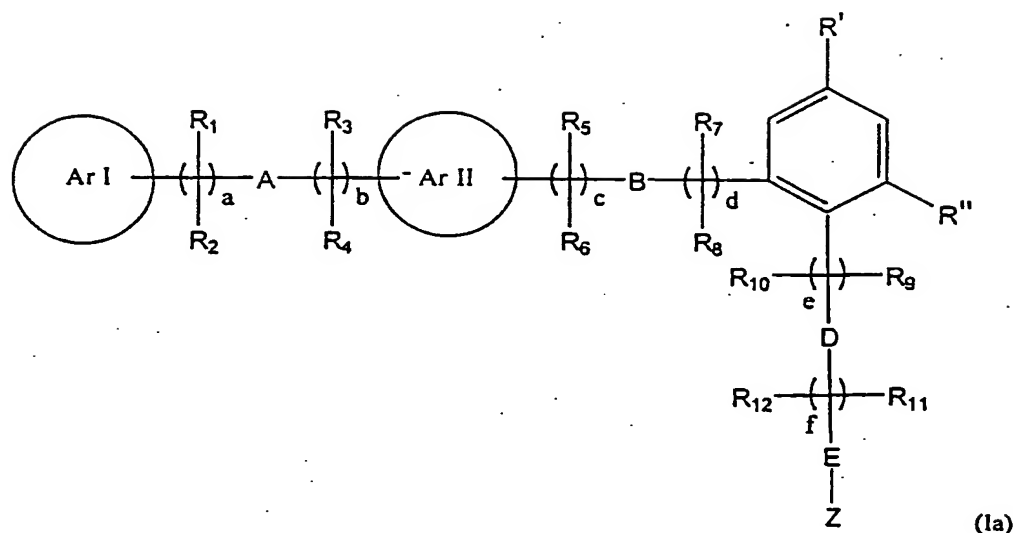 R'
R1 R3 R5 R7
Ar I ( ) a A ( ) b - Ar II ( ) c B ( ) d R"
R2 R4 R6 R8
R10 ( ) e R9
D
R12 ( ) f R11
E
Z
(Ia)